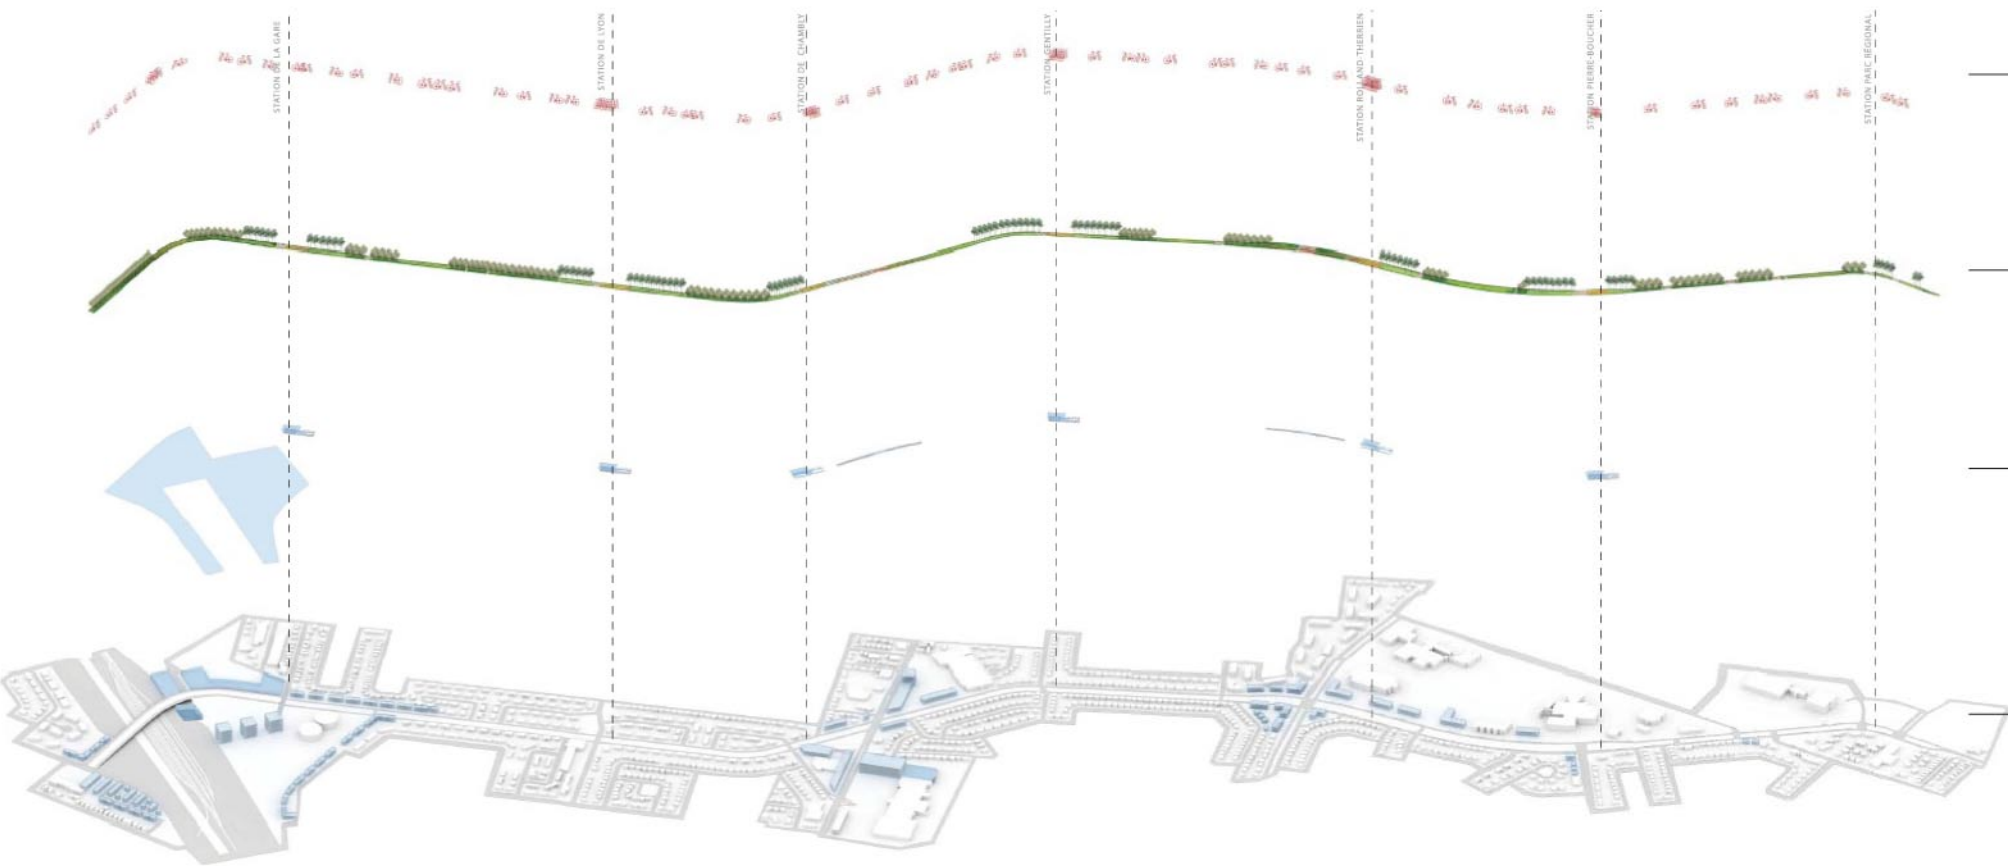 STATION DE LA GARE
STATION DE LYON
STATION DE CHAMBLY
STATION GENTILLY
STATION ROLLAND-THERRIEN
STATION PIERRE-BOUCHER
STATION PARC RÉGIONAL